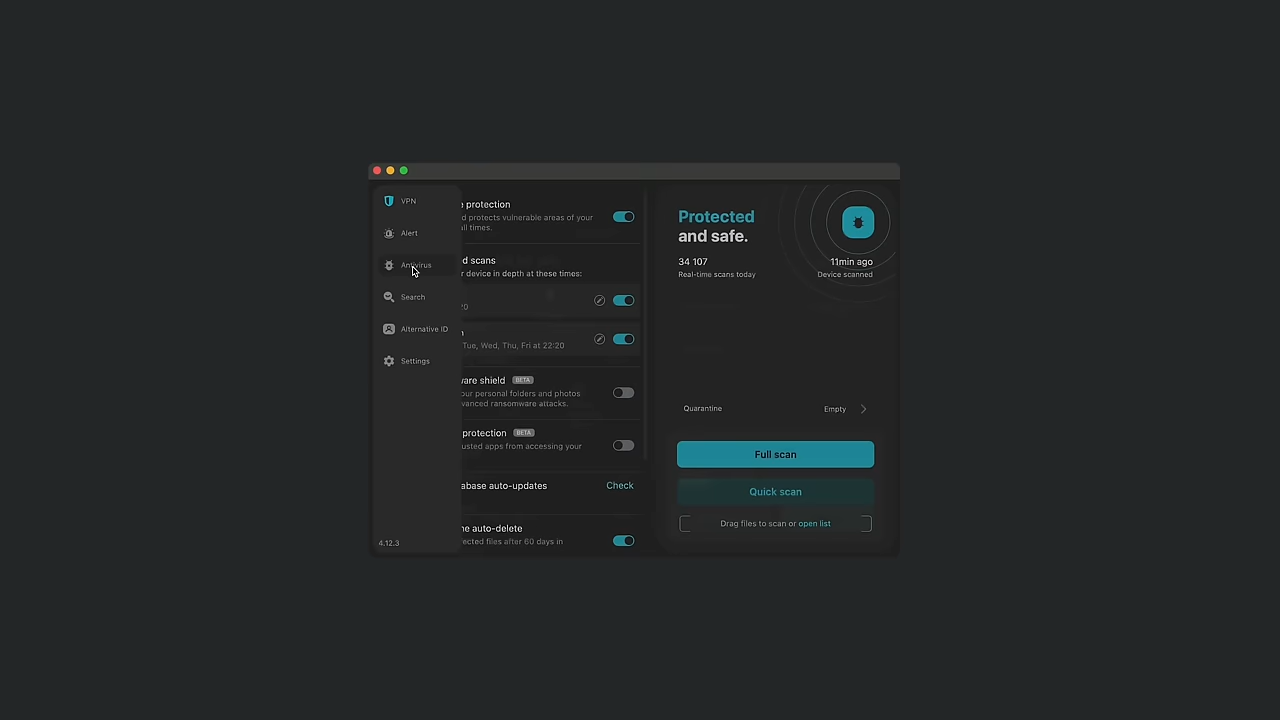 VPN
Alert
Antivirus
Search
Alternative ID
Settings
4.12.3
protection
d protects vulnerable areas of your
all times.
d scans
device in depth at these times:
20
Tue, Wed, Thu, Fri at 22:20
ware shield BETA
our personal folders and photos
vanced ransomware attacks.
protection BETA
usted apps from accessing your
abase auto-updates
Check
ne auto-delete
ected files after 60 days in
Protected
and safe.
34 107
Real-time scans today
11min ago
Device scanned
Quarantine
Empty
Full scan
Quick scan
Drag files to scan or open list